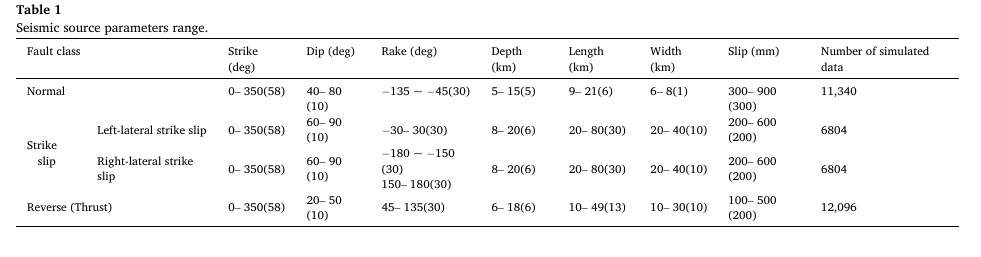 Table 1
Seismic source parameters range.
Fault class Strike (deg) Dip (deg) Rake (deg) Depth (km) Length (km) Width (km) Slip (mm) Number of simulated data
Normal 0– 350(58) 40– 80 (10) −135 ~ −45(30) 5– 15(5) 9– 21(6) 6– 8(1) 300– 900 (300) 11,340
Strike slip Left-lateral strike slip 0– 350(58) 60– 90 (10) −30– 30(30) 8– 20(6) 20– 80(30) 20– 40(10) 200– 600 (200) 6804
Right-lateral strike slip 0– 350(58) 60– 90 (10) −180 ~ −150 (30) 150– 180(30) 8– 20(6) 20– 80(30) 20– 40(10) 200– 600 (200) 6804
Reverse (Thrust) 0– 350(58) 20– 50 (10) 45– 135(30) 6– 18(6) 10– 49(13) 10– 30(10) 100– 500 (200) 12,096